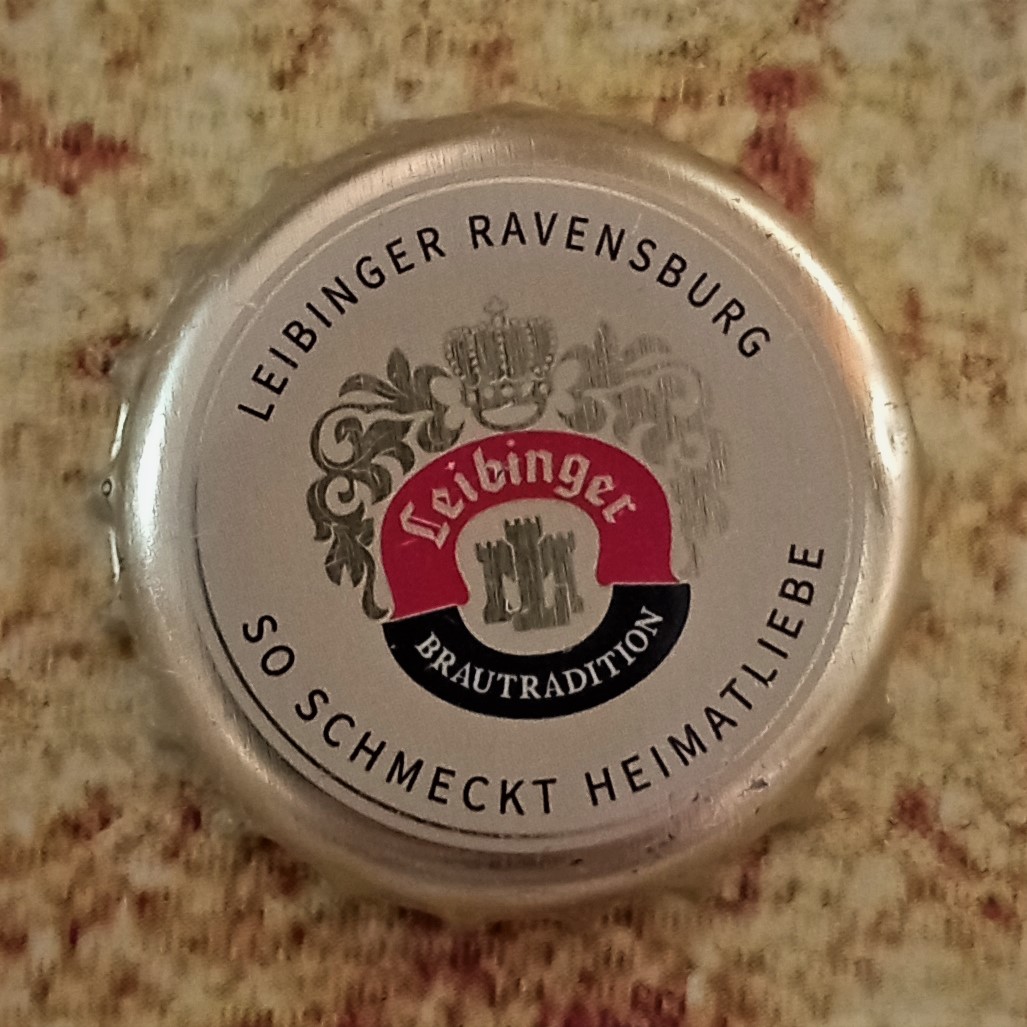 LEIBINGER RAVENSBURG
Leibinger
BRAUTRADITION
SO SCHMECKT HEIMATLIEBE